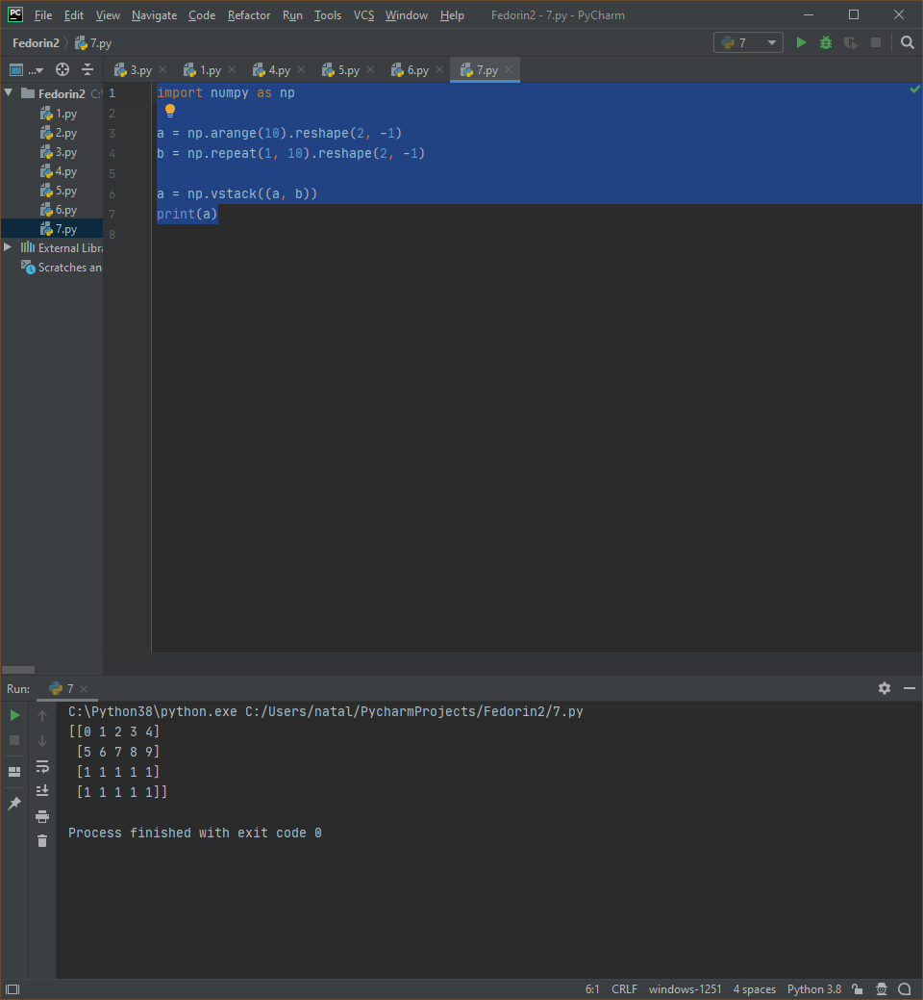 PC File Edit View Navigate Code Refactor Run Tools VCS Window Help Fedorin2 - 7.py - PyCharm
Fedorin2 7.py 7
... 3.py 1.py 4.py 5.py 6.py 7.py
Fedorin2 C:\
1.py
2.py
3.py
4.py
5.py
6.py
7.py
External Libra
Scratches an
1 import numpy as np
2
3 a = np.arange(10).reshape(2, -1)
4 b = np.repeat(1, 10).reshape(2, -1)
5
6 a = np.vstack((a, b))
7 print(a)
8
Run: 7
C:\Python38\python.exe C:/Users/natal/PycharmProjects/Fedorin2/7.py
[[0 1 2 3 4]
[5 6 7 8 9]
[1 1 1 1 1]
[1 1 1 1 1]]
Process finished with exit code 0
6:1 CRLF windows-1251 4 spaces Python 3.8